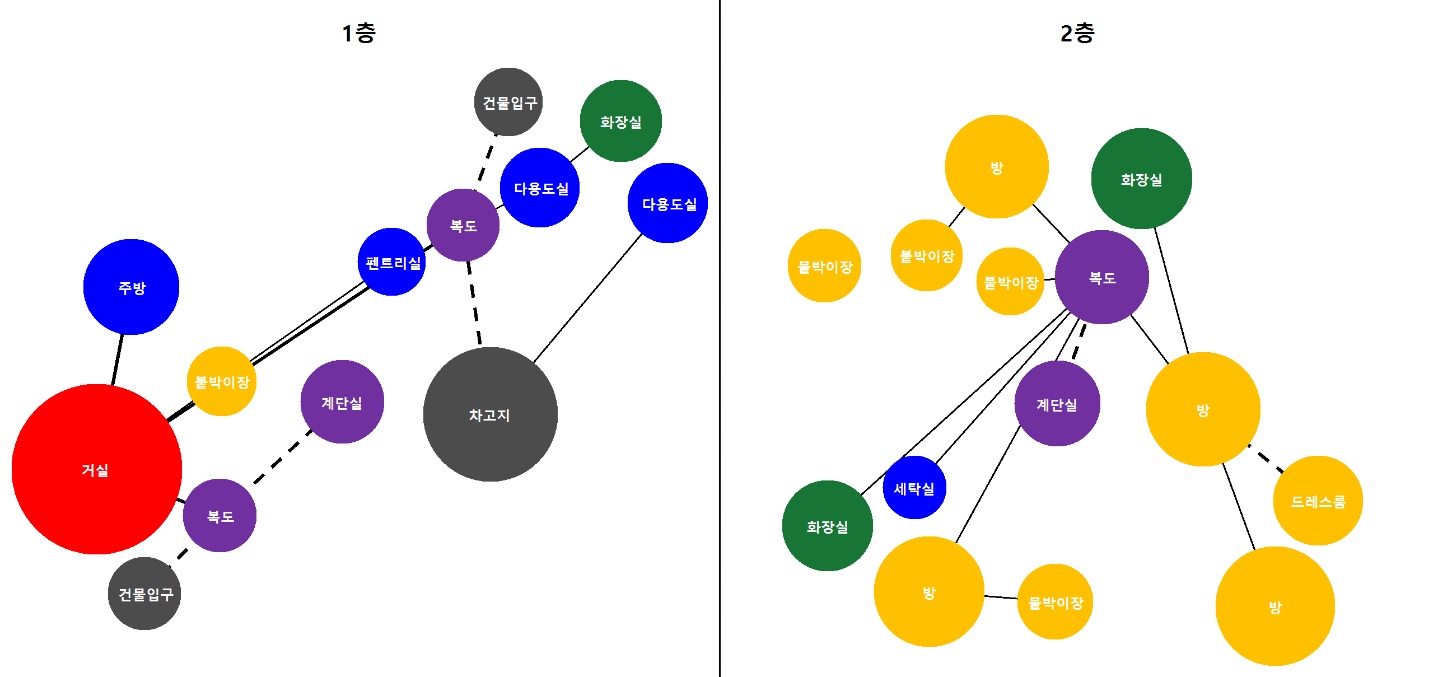 1층
2층
건물입구
화장실
다용도실
다용도실
복도
펜트리실
주방
붙박이장
계단실
차고지
거실
복도
건물입구
방
화장실
붙박이장
붙박이장
붙박이장
복도
계단실
방
세탁실
드레스룸
화장실
방
붙박이장
방